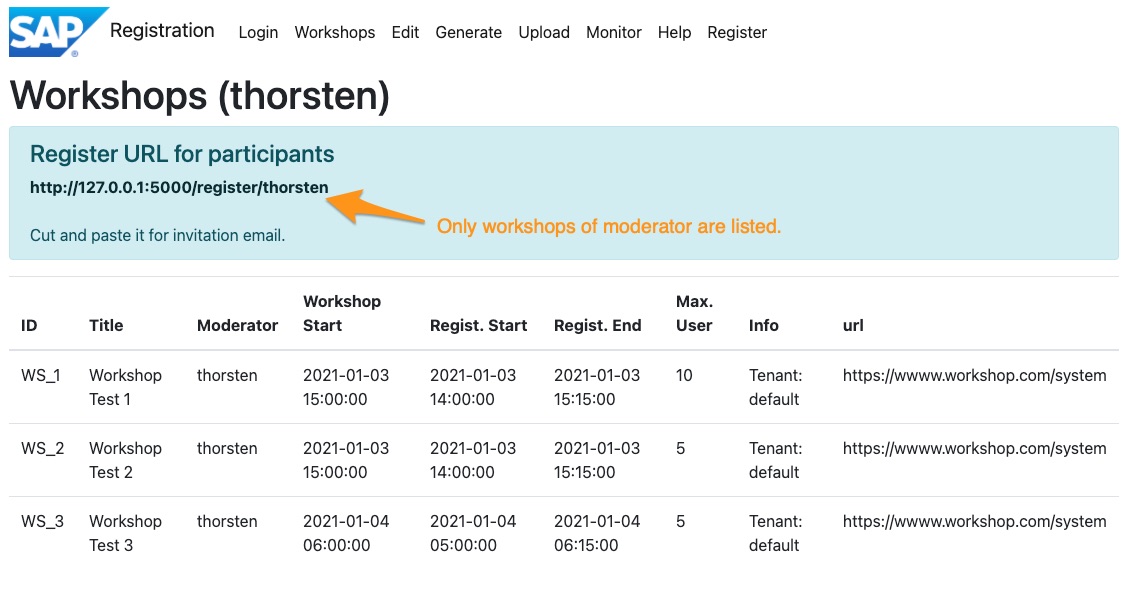 SAP ® Registration Login Workshops Edit Generate Upload Monitor Help Register
Workshops (thorsten)
Register URL for participants
http://127.0.0.1:5000/register/thorsten
Only workshops of moderator are listed.
Cut and paste it for invitation email.
ID Title Moderator Workshop Start Regist. Start Regist. End Max. User Info url
WS_1 Workshop Test 1 thorsten 2021-01-03 15:00:00 2021-01-03 14:00:00 2021-01-03 15:15:00 10 Tenant: default https://wwww.workshop.com/system
WS_2 Workshop Test 2 thorsten 2021-01-03 15:00:00 2021-01-03 14:00:00 2021-01-03 15:15:00 5 Tenant: default https://wwww.workshop.com/system
WS_3 Workshop Test 3 thorsten 2021-01-04 06:00:00 2021-01-04 05:00:00 2021-01-04 06:15:00 5 Tenant: default https://wwww.workshop.com/system